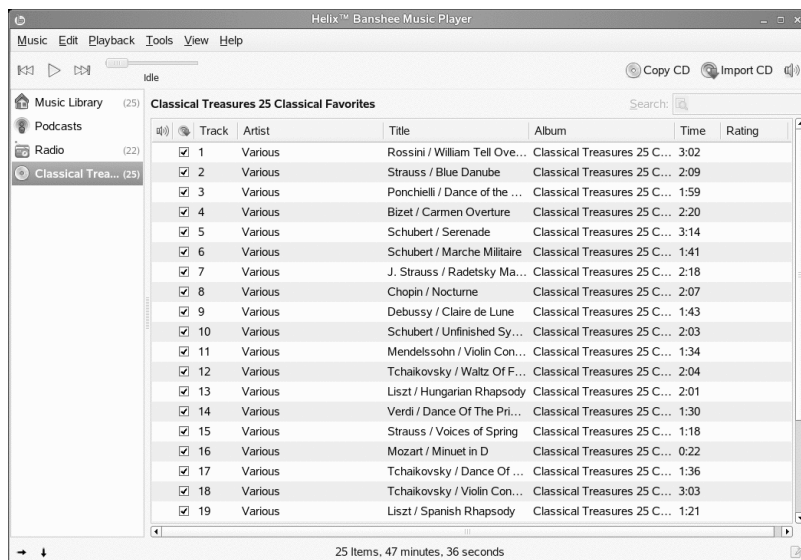 Helix™ Banshee Music Player
Music Edit Playback Tools View Help
Idle
Copy CD Import CD
Music Library (25)
Podcasts
Radio (22)
Classical Trea... (25)
Classical Treasures 25 Classical Favorites Search:
Track Artist Title Album Time Rating
1 Various Rossini / William Tell Ove... Classical Treasures 25 C... 3:02
2 Various Strauss / Blue Danube Classical Treasures 25 C... 2:09
3 Various Ponchielli / Dance of the ... Classical Treasures 25 C... 1:59
4 Various Bizet / Carmen Overture Classical Treasures 25 C... 2:20
5 Various Schubert / Serenade Classical Treasures 25 C... 3:14
6 Various Schubert / Marche Militaire Classical Treasures 25 C... 1:41
7 Various J. Strauss / Radetsky Ma... Classical Treasures 25 C... 2:18
8 Various Chopin / Nocturne Classical Treasures 25 C... 2:07
9 Various Debussy / Claire de Lune Classical Treasures 25 C... 1:43
10 Various Schubert / Unfinished Sy... Classical Treasures 25 C... 2:03
11 Various Mendelssohn / Violin Con... Classical Treasures 25 C... 1:34
12 Various Tchaikovsky / Waltz Of F... Classical Treasures 25 C... 2:04
13 Various Liszt / Hungarian Rhapsody Classical Treasures 25 C... 2:01
14 Various Verdi / Dance Of The Pri... Classical Treasures 25 C... 1:30
15 Various Strauss / Voices of Spring Classical Treasures 25 C... 1:18
16 Various Mozart / Minuet in D Classical Treasures 25 C... 0:22
17 Various Tchaikovsky / Dance Of ... Classical Treasures 25 C... 1:36
18 Various Tchaikovsky / Violin Con... Classical Treasures 25 C... 3:03
19 Various Liszt / Spanish Rhapsody Classical Treasures 25 C... 1:21
25 Items, 47 minutes, 36 seconds